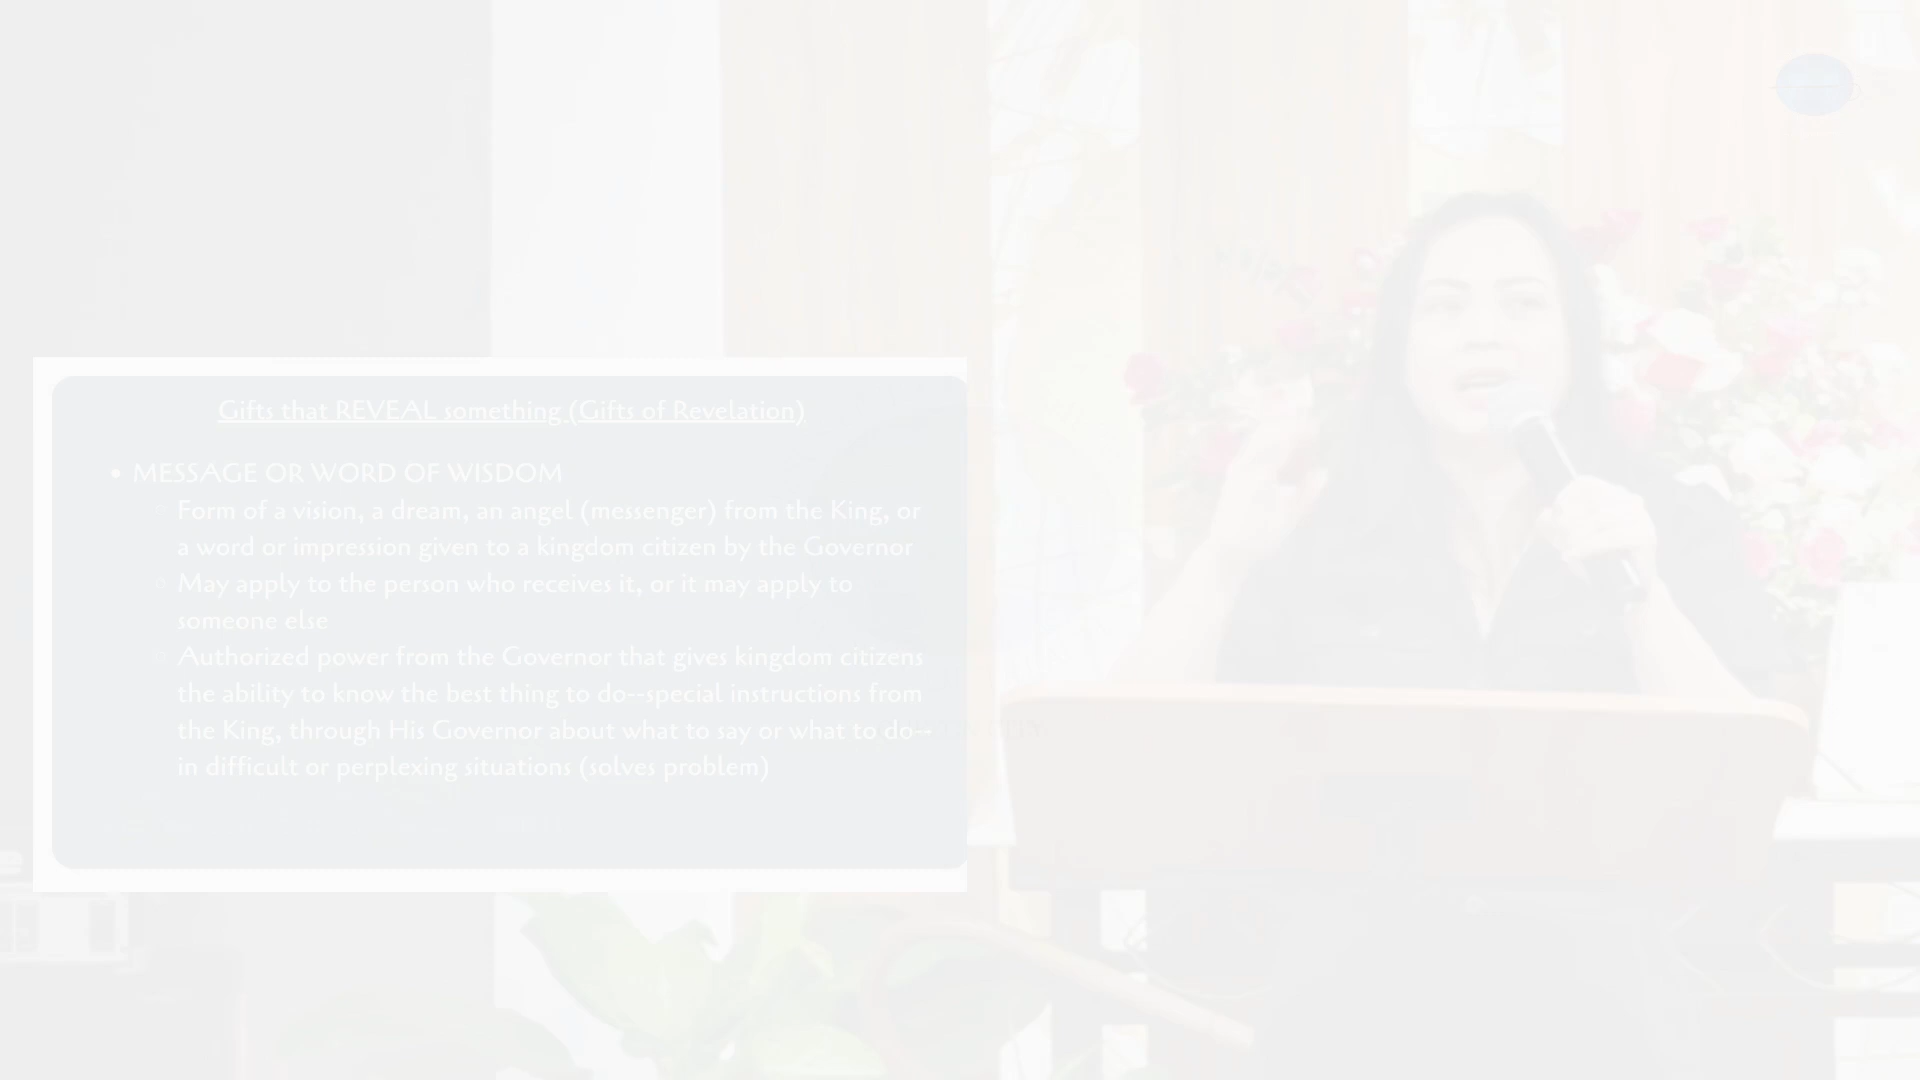 Gifts that REVEAL something (Gifts of Revelation)
• MESSAGE OR WORD OF WISDOM
Form of a vision, a dream, an angel (messenger) from the King, or
a word or impression given to a kingdom citizen by the Governor
May apply to the person who receives it, or it may apply to
someone else
Authorized power from the Governor that gives kingdom citizens
the ability to know the best thing to do--special instructions from
the King, through His Governor about what to say or what to do--
in difficult or perplexing situations (solves problem)